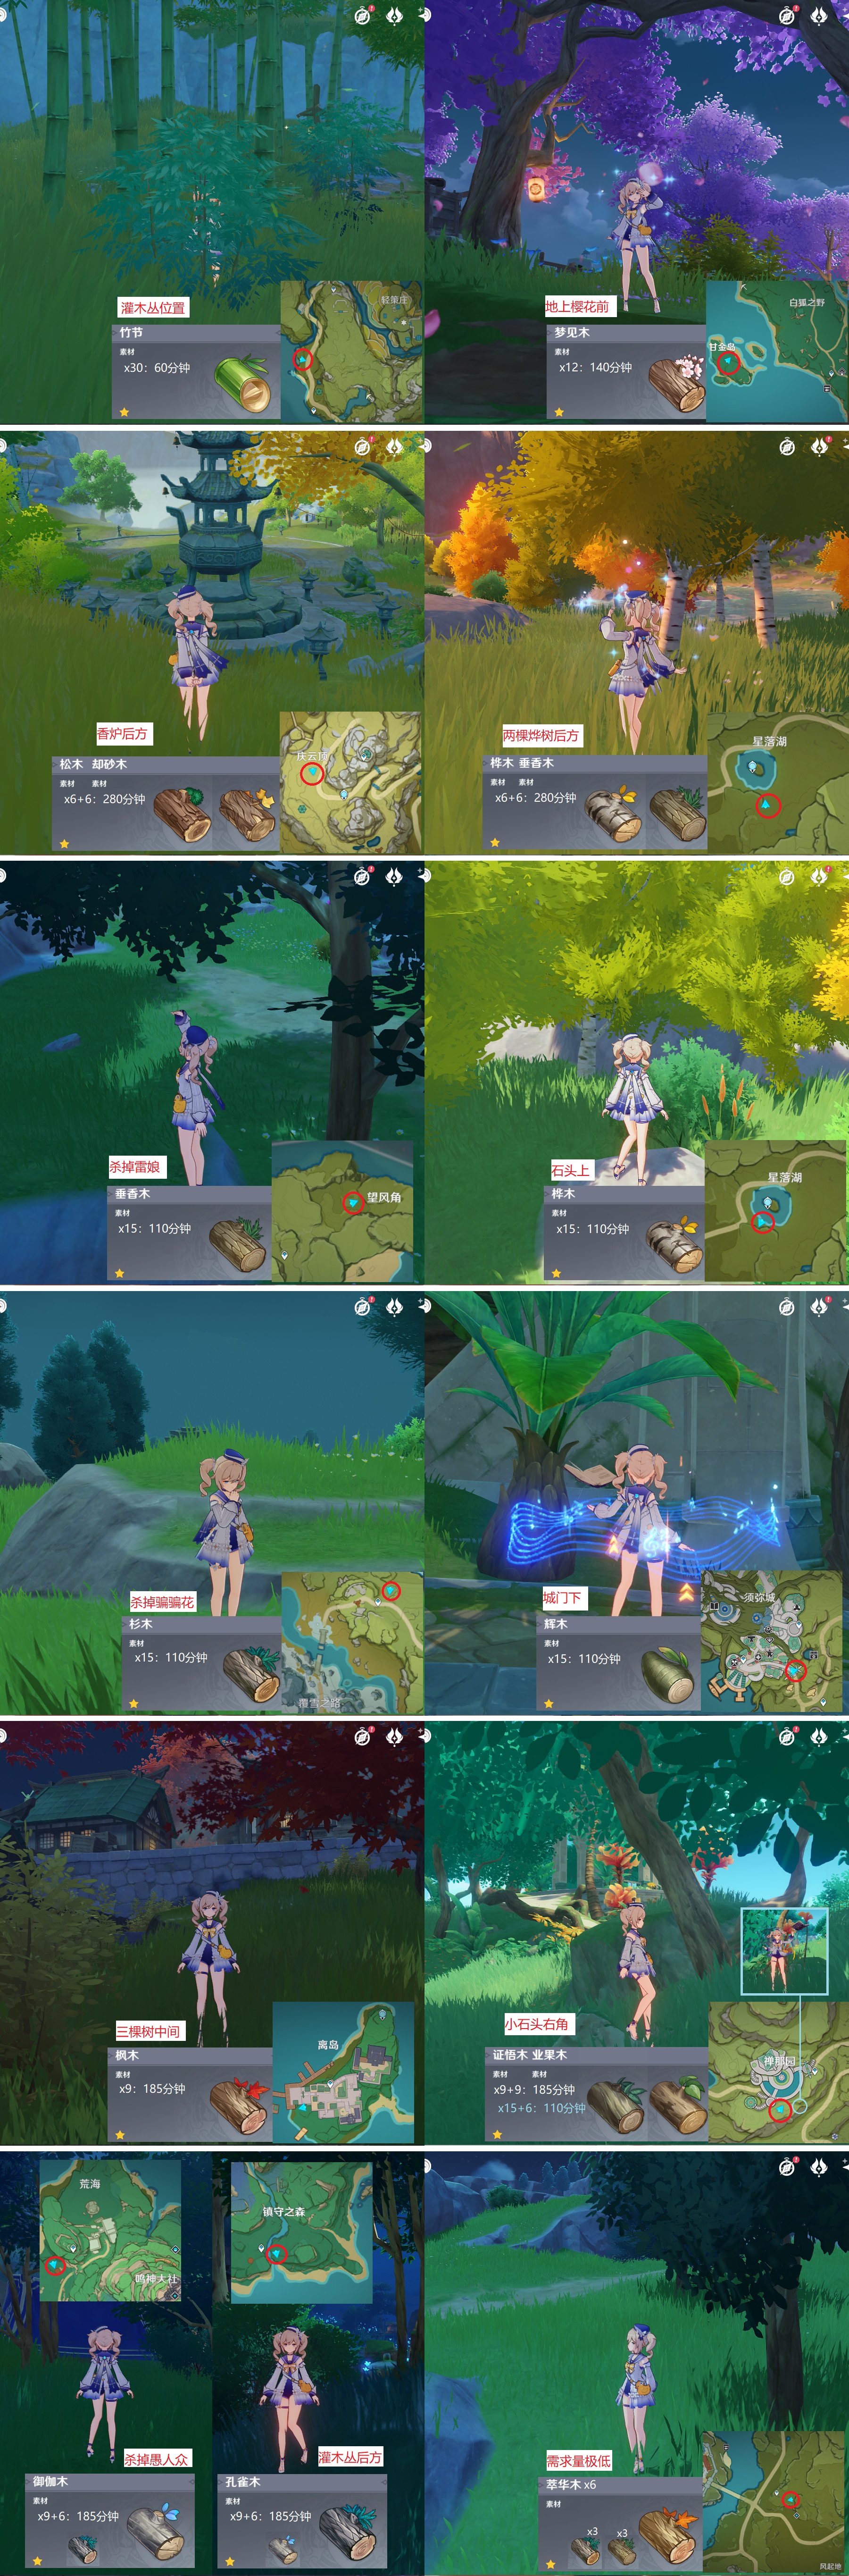 轻策庄
灌木丛位置
竹节
素材
x30：60分钟
白狐之野
甘金岛
地上樱花前
梦见木
素材
x12：140分钟
香炉后方
庆云顶
松木 却砂木
素材 素材
x6+6：280分钟
两棵烨树后方
星落湖
桦木 垂香木
素材 素材
x6+6：280分钟
杀掉雷娘
望风角
垂香木
素材
x15：110分钟
石头上
星落湖
桦木
素材
x15：110分钟
杀掉骗骗花
杉木
素材
x15：110分钟
覆雪之路
城门下
须弥城
辉木
素材
x15：110分钟
三棵树中间
离岛
枫木
素材
x9：185分钟
小石头右角
禅那园
证悟木 业果木
素材 素材
x9+9：185分钟
x15+6：110分钟
荒海
鸣神大社
杀掉愚人众
御伽木
素材
x9+6：185分钟
镇守之森
灌木丛后方
孔雀木
素材
x9+6：185分钟
需求量极低
萃华木 x6
素材
x3
x3
风起地